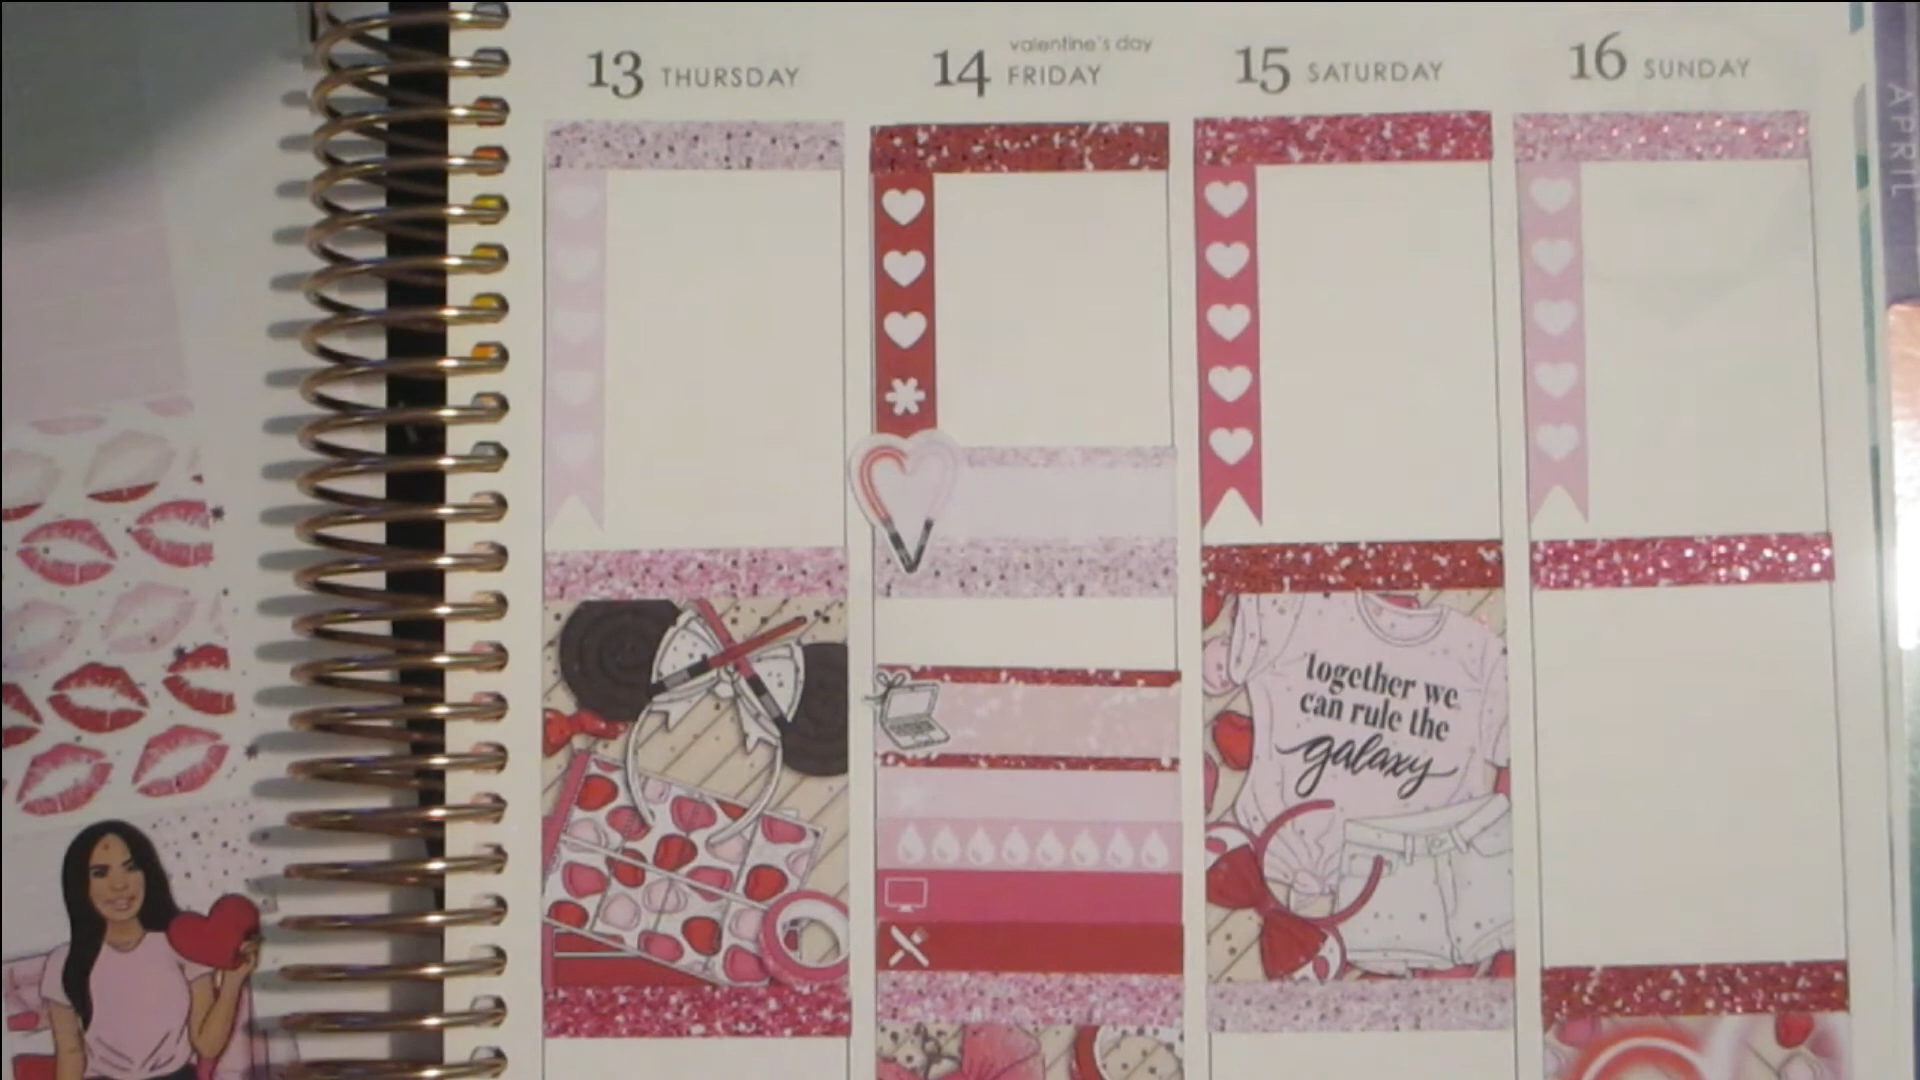 13 THURSDAY
14 valentine's day
FRIDAY
15 SATURDAY
16 SUNDAY
APRIL
together we
can rule the
galaxy